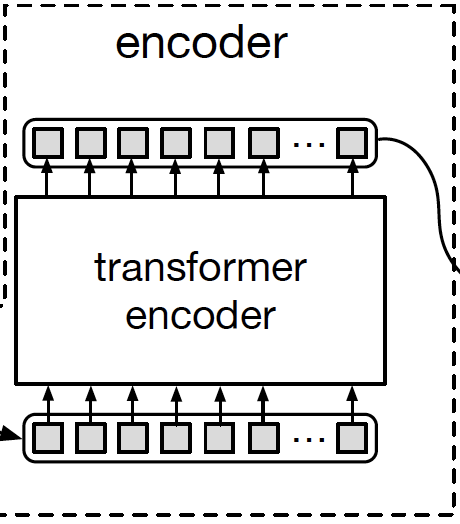 encoder
...
transformer
encoder
...